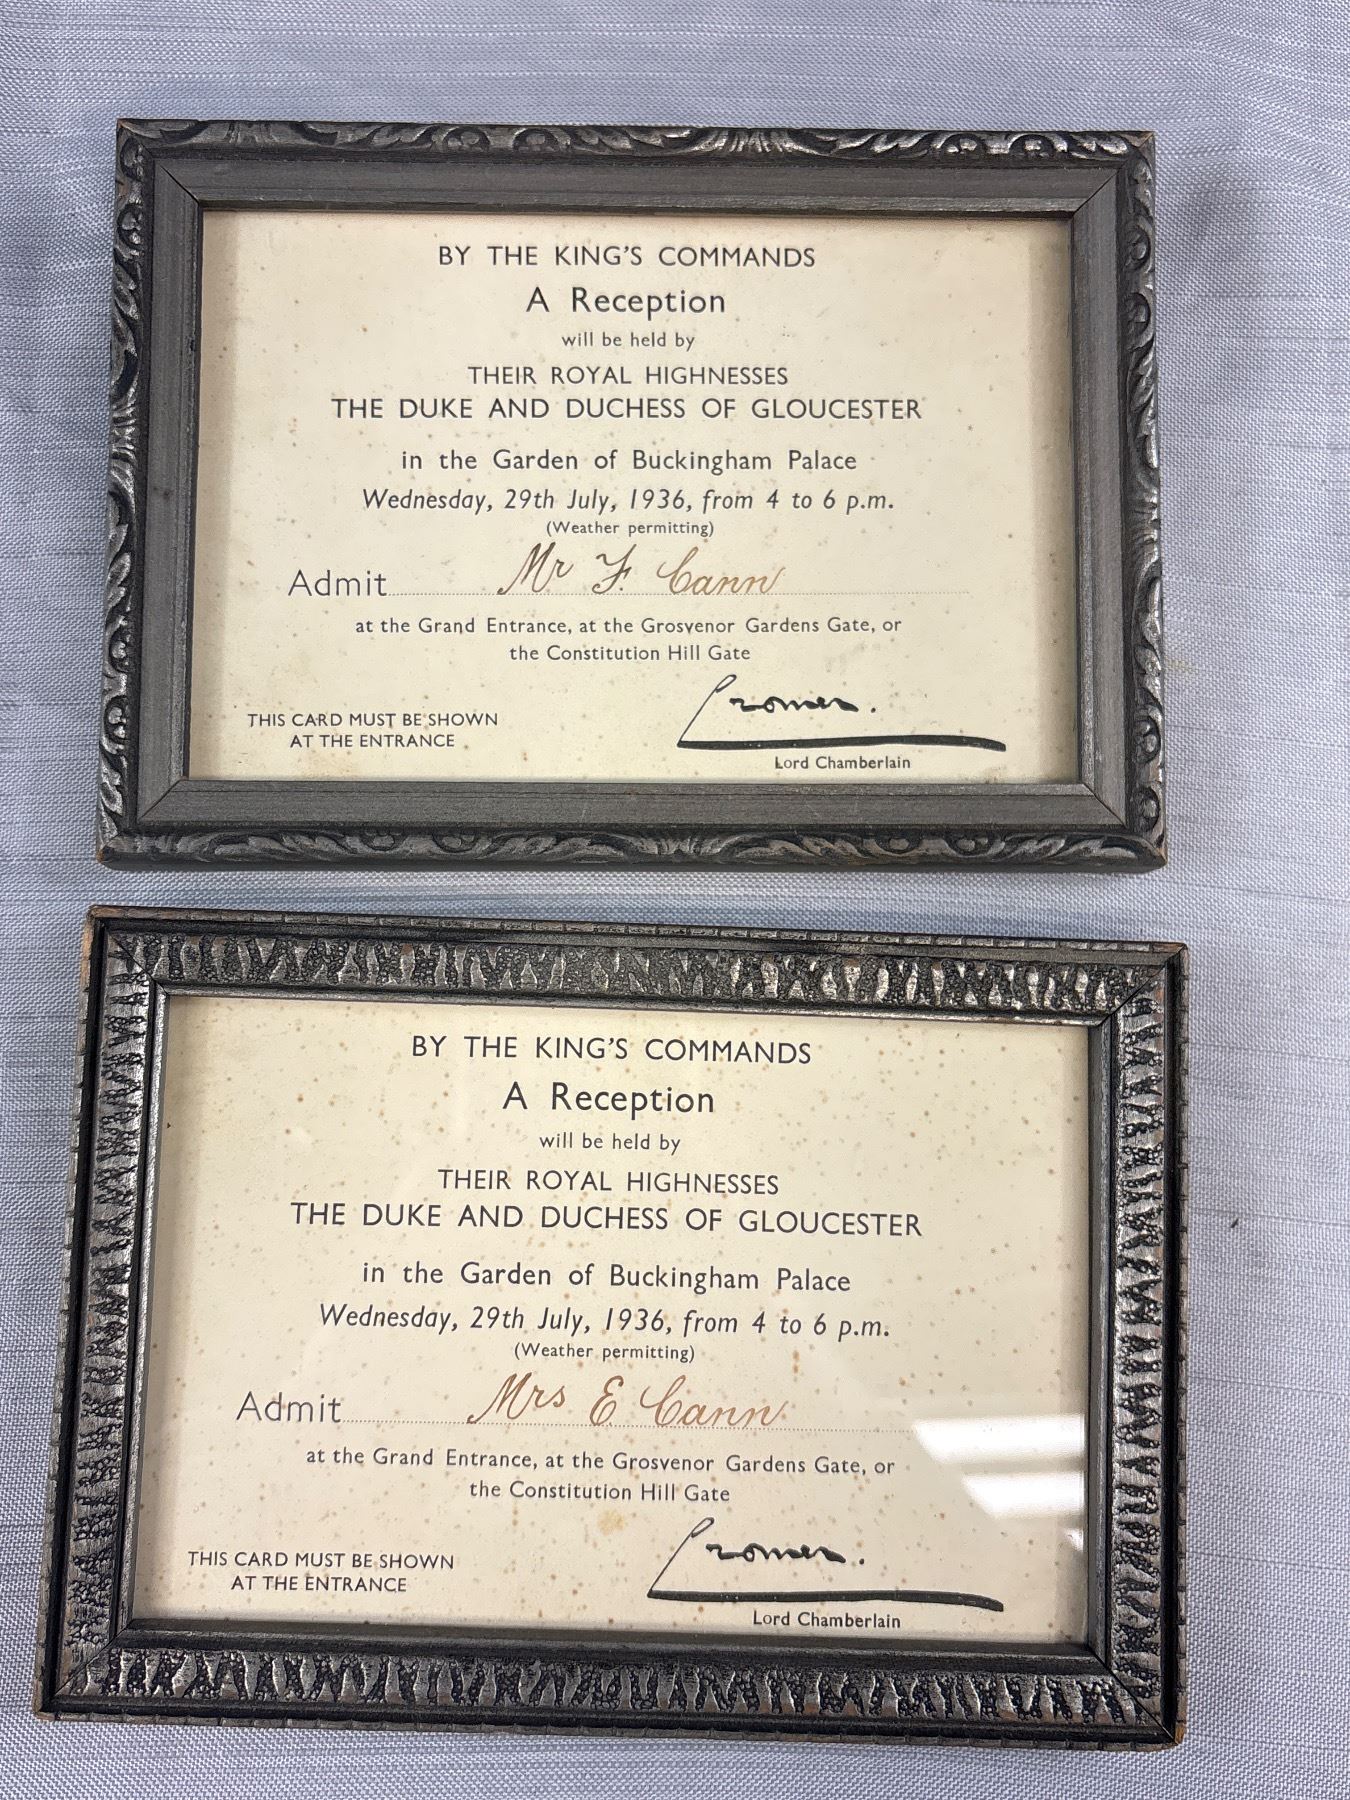 BY THE KING'S COMMANDS
A Reception
will be held by
THEIR ROYAL HIGHNESSES
THE DUKE AND DUCHESS OF GLOUCESTER
in the Garden of Buckingham Palace
Wednesday, 29th July, 1936, from 4 to 6 p.m.
(Weather permitting)
Admit Mr F. Cann
at the Grand Entrance, at the Grosvenor Gardens Gate, or
the Constitution Hill Gate
THIS CARD MUST BE SHOWN
AT THE ENTRANCE
Cromer.
Lord Chamberlain
BY THE KING'S COMMANDS
A Reception
will be held by
THEIR ROYAL HIGHNESSES
THE DUKE AND DUCHESS OF GLOUCESTER
in the Garden of Buckingham Palace
Wednesday, 29th July, 1936, from 4 to 6 p.m.
(Weather permitting)
Admit Mrs E Cann
at the Grand Entrance, at the Grosvenor Gardens Gate, or
the Constitution Hill Gate
THIS CARD MUST BE SHOWN
AT THE ENTRANCE
Cromer.
Lord Chamberlain